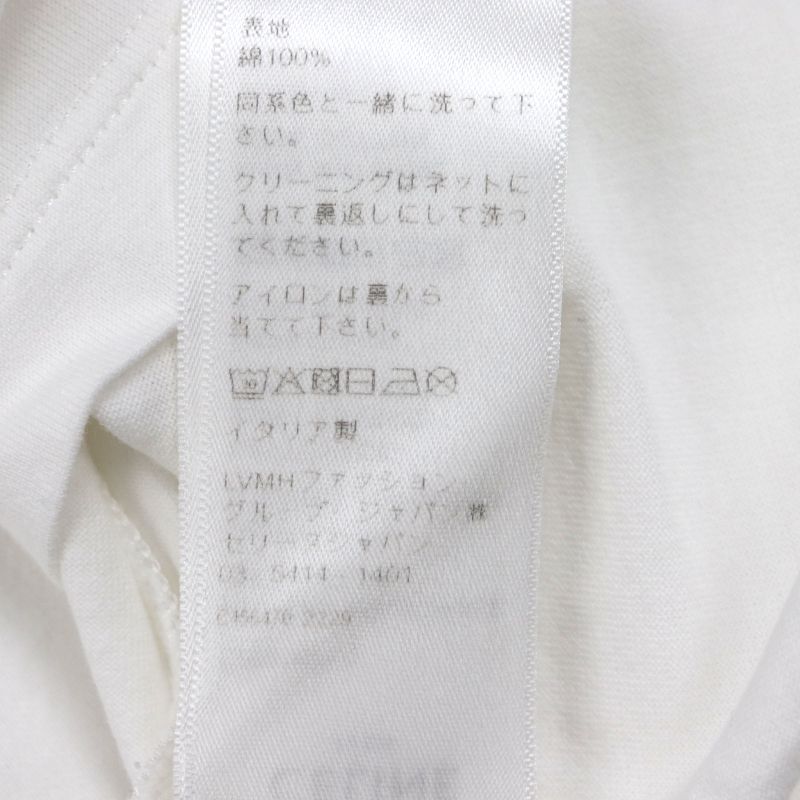 表地
綿100%
同系色と一緒に洗って下
さい。
クリーニングはネットに
入れて裏返しにして洗っ
てください。
アイロンは裏から
当てて下さい。
30
イタリア製
LVMHファッション
グループ ジャパン㈱
セリーヌジャパン
03 5414 - 1401
2229
CELINE